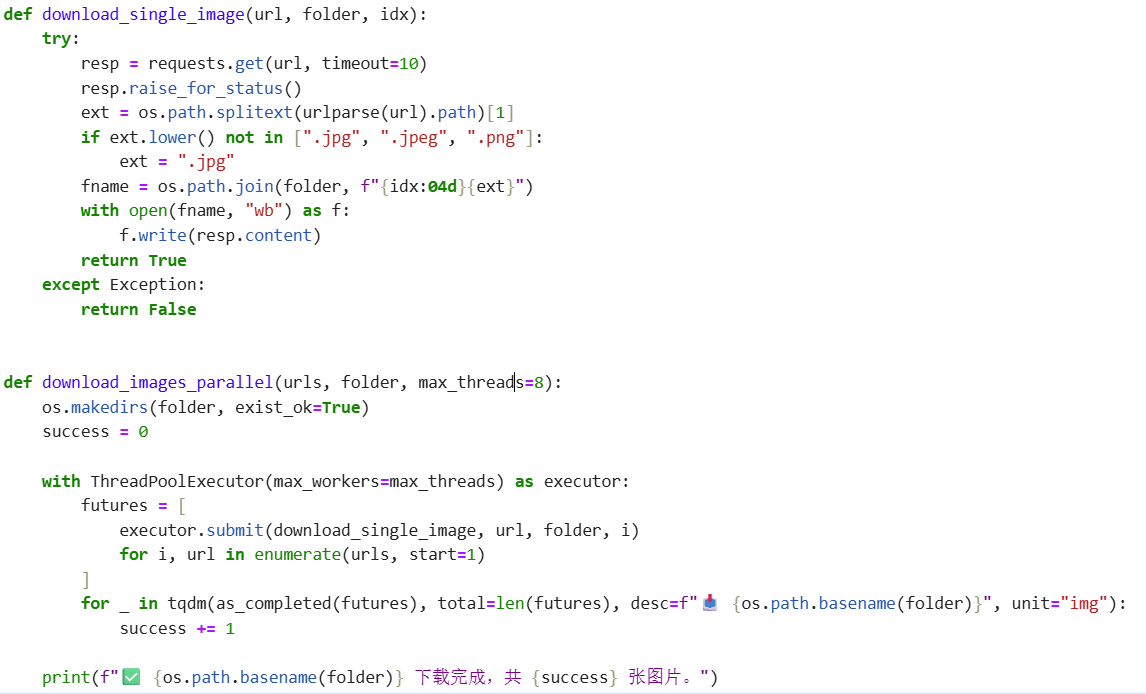 def download_single_image(url, folder, idx):
    try:
        resp = requests.get(url, timeout=10)
        resp.raise_for_status()
        ext = os.path.splitext(urlparse(url).path)[1]
        if ext.lower() not in [".jpg", ".jpeg", ".png"]:
            ext = ".jpg"
        fname = os.path.join(folder, f"{idx:04d}{ext}")
        with open(fname, "wb") as f:
            f.write(resp.content)
        return True
    except Exception:
        return False

def download_images_parallel(urls, folder, max_threads=8):
    os.makedirs(folder, exist_ok=True)
    success = 0

    with ThreadPoolExecutor(max_workers=max_threads) as executor:
        futures = [
            executor.submit(download_single_image, url, folder, i)
            for i, url in enumerate(urls, start=1)
        ]
        for _ in tqdm(as_completed(futures), total=len(futures), desc=f"📥 {os.path.basename(folder)}", unit="img"):
            success += 1

    print(f"✅ {os.path.basename(folder)} 下载完成，共 {success} 张图片。")